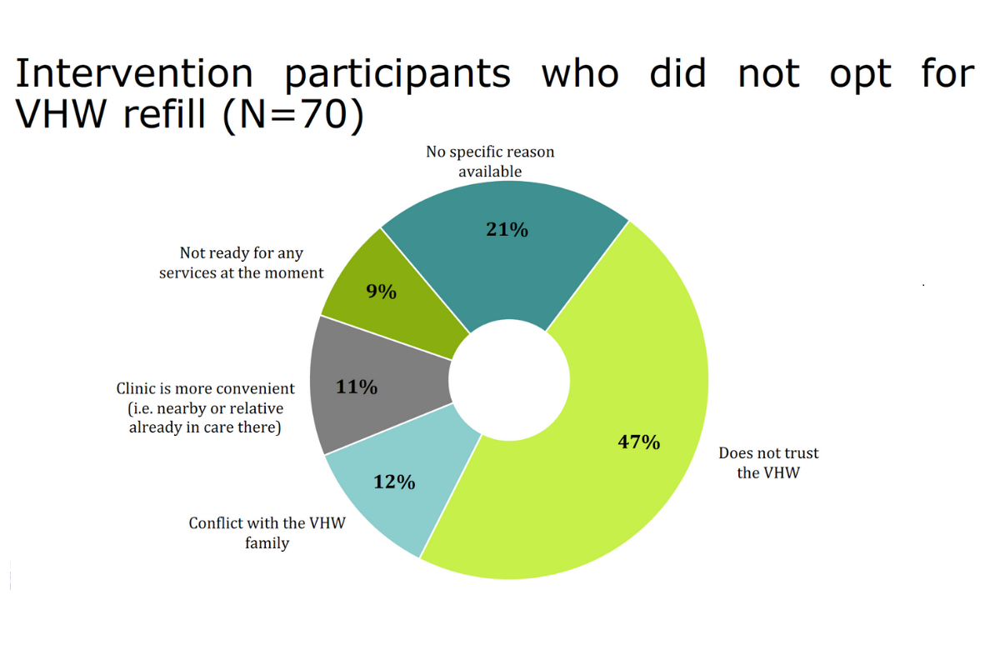 Intervention participants who did not opt for
VHW refill (N=70)
No specific reason
available
21%
Not ready for any
services at the moment
9%
Clinic is more convenient
(i.e. nearby or relative
already in care there)
11%
47%
Does not trust
the VHW
12%
Conflict with the VHW
family